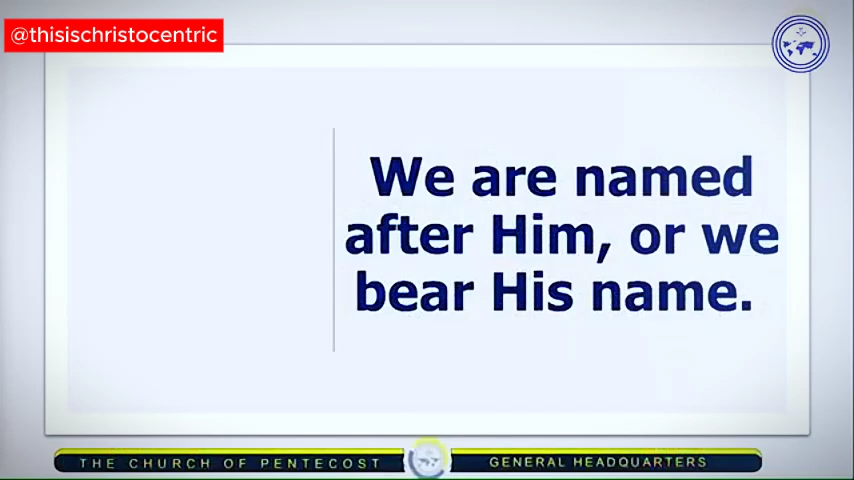 @thisischristocentric
We are named
after Him, or we
bear His name.
THE CHURCH OF PENTECOST
GENERAL HEADQUARTERS